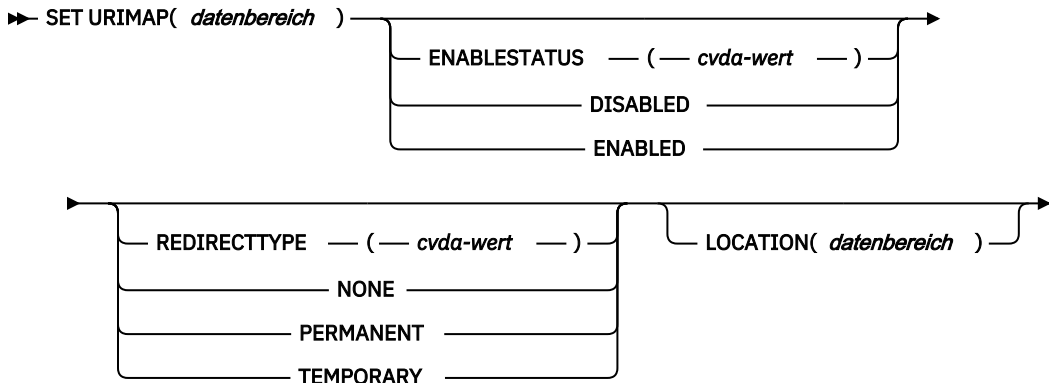 SET URIMAP( datenbereich )
ENABLESTATUS ( cvda-wert )
DISABLED
ENABLED
REDIRECTTYPE ( cvda-wert )
NONE
PERMANENT
TEMPORARY
LOCATION( datenbereich )